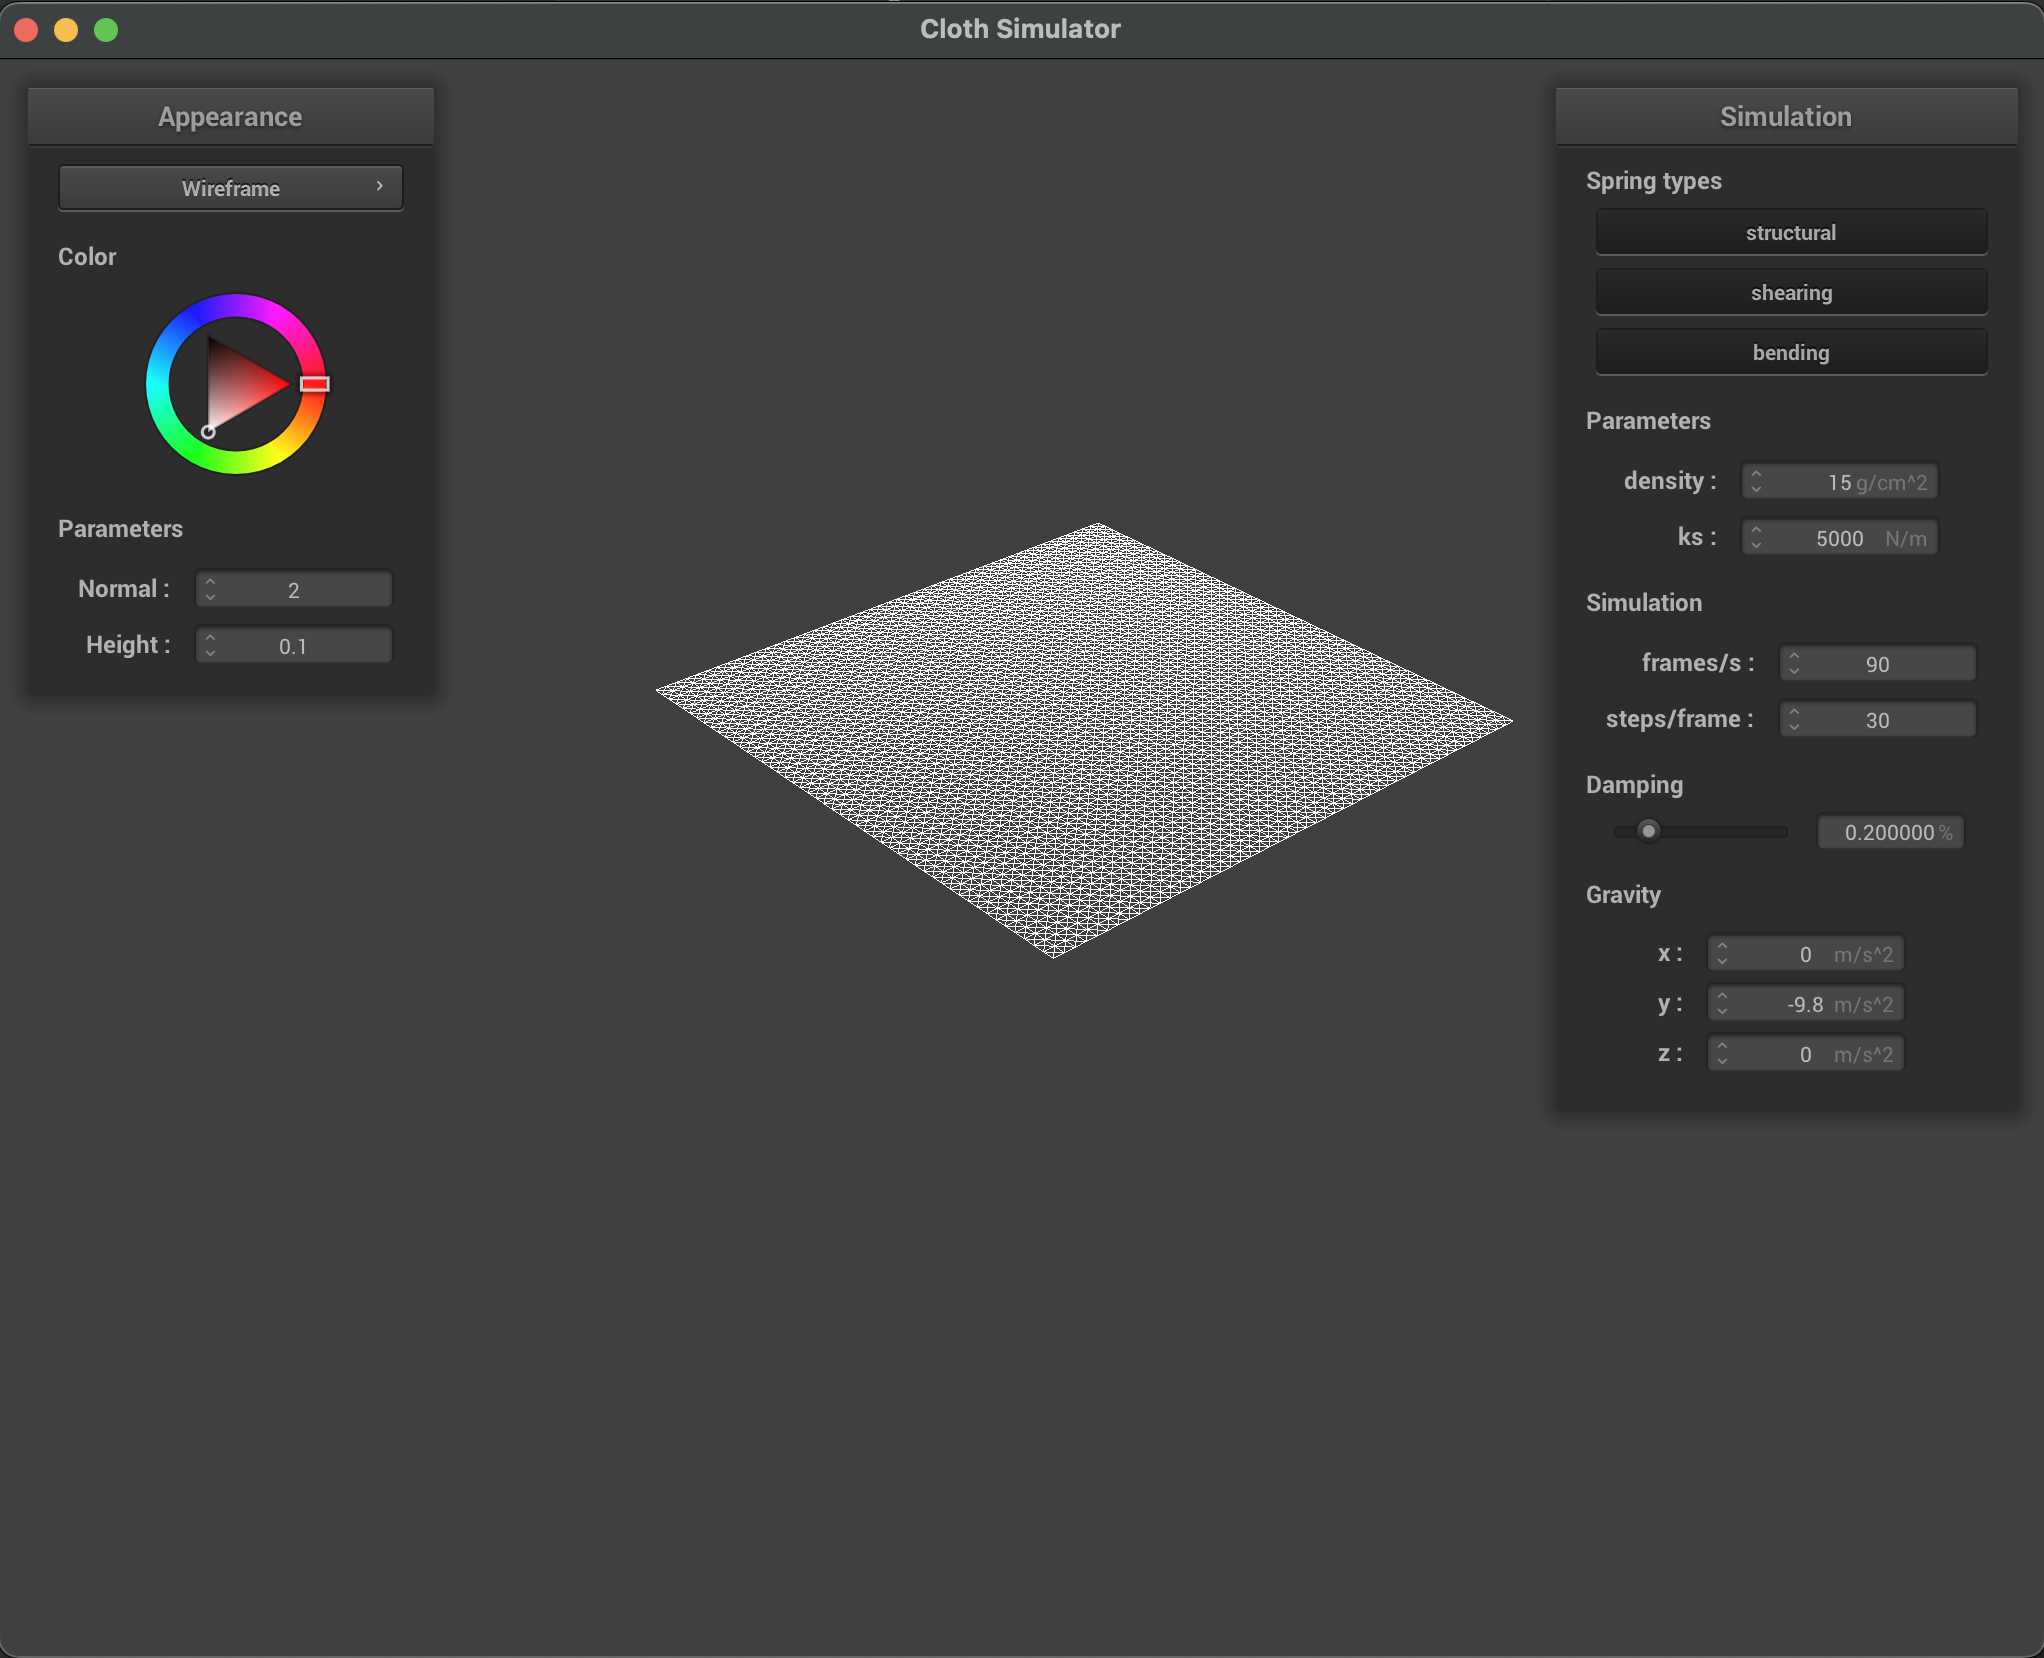 Cloth Simulator
Appearance
Wireframe
Color
Parameters
Normal : 2
Height : 0.1
Simulation
Spring types
structural
shearing
bending
Parameters
density : 15 g/cm^2
ks : 5000 N/m
Simulation
frames/s : 90
steps/frame : 30
Damping
0.200000 %
Gravity
x : 0 m/s^2
y : -9.8 m/s^2
z : 0 m/s^2